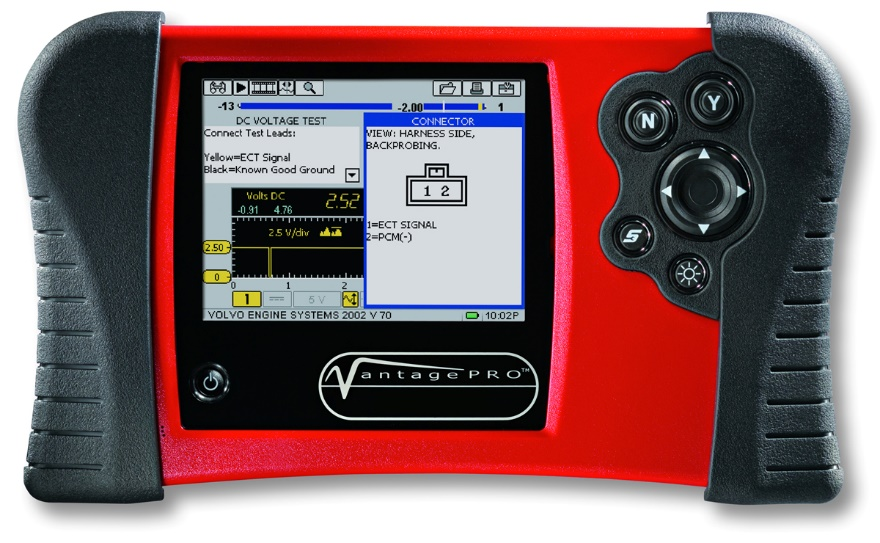 -13
-2.00
1
DC VOLTAGE TEST
Connect Test Leads:
Yellow=ECT Signal
Black=Known Good Ground
CONNECTOR
VIEW: HARNESS SIDE,
BACKPROBING.
1 2
1=ECT SIGNAL
2=PCM(-)
Volts DC
2.52
-0.91 4.76
2.5 V/div
2.50
0
0 1 2
1
5 V
VOLVO ENGINE SYSTEMS 2002 V 70
10:02P
N
Y
S
VantagePRO™